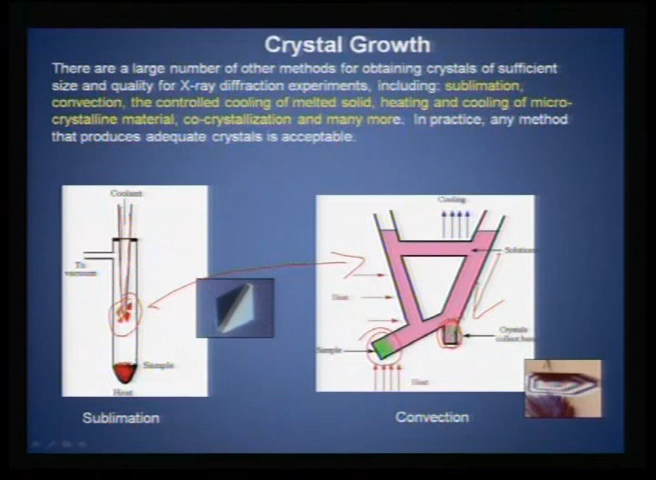 Crystal Growth
There are a large number of other methods for obtaining crystals of sufficient
size and quality for X-ray diffraction experiments, including: sublimation,
convection, the controlled cooling of melted solid, heating and cooling of micro-
crystalline material, co-crystallization and many more. In practice, any method
that produces adequate crystals is acceptable.
Coolant
To
vacuum
Sample
Heat
Sublimation
Cooling
Solution
Heat
Sample
Crystals
collect here
Heat
Convection